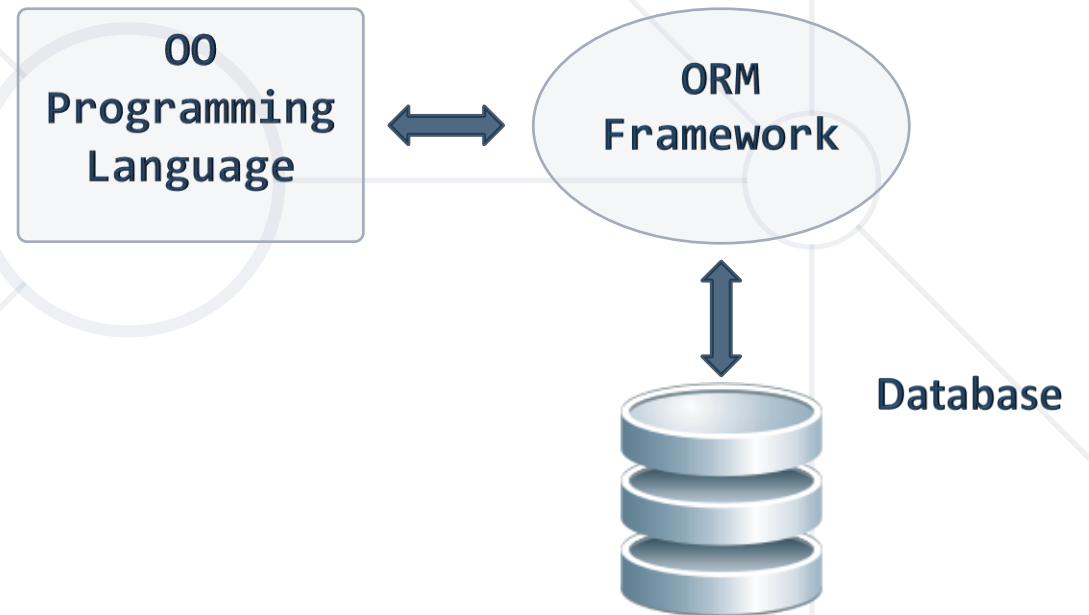 OO
Programming
Language
ORM
Framework
Database